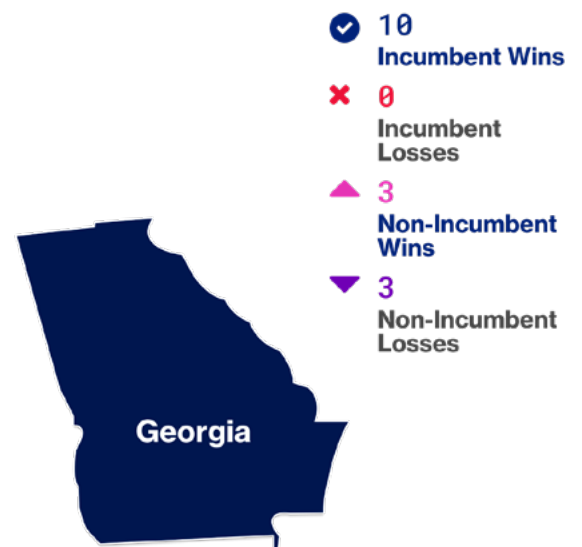 10
Incumbent Wins
0
Incumbent
Losses
3
Non-Incumbent
Wins
3
Non-Incumbent
Losses
Georgia